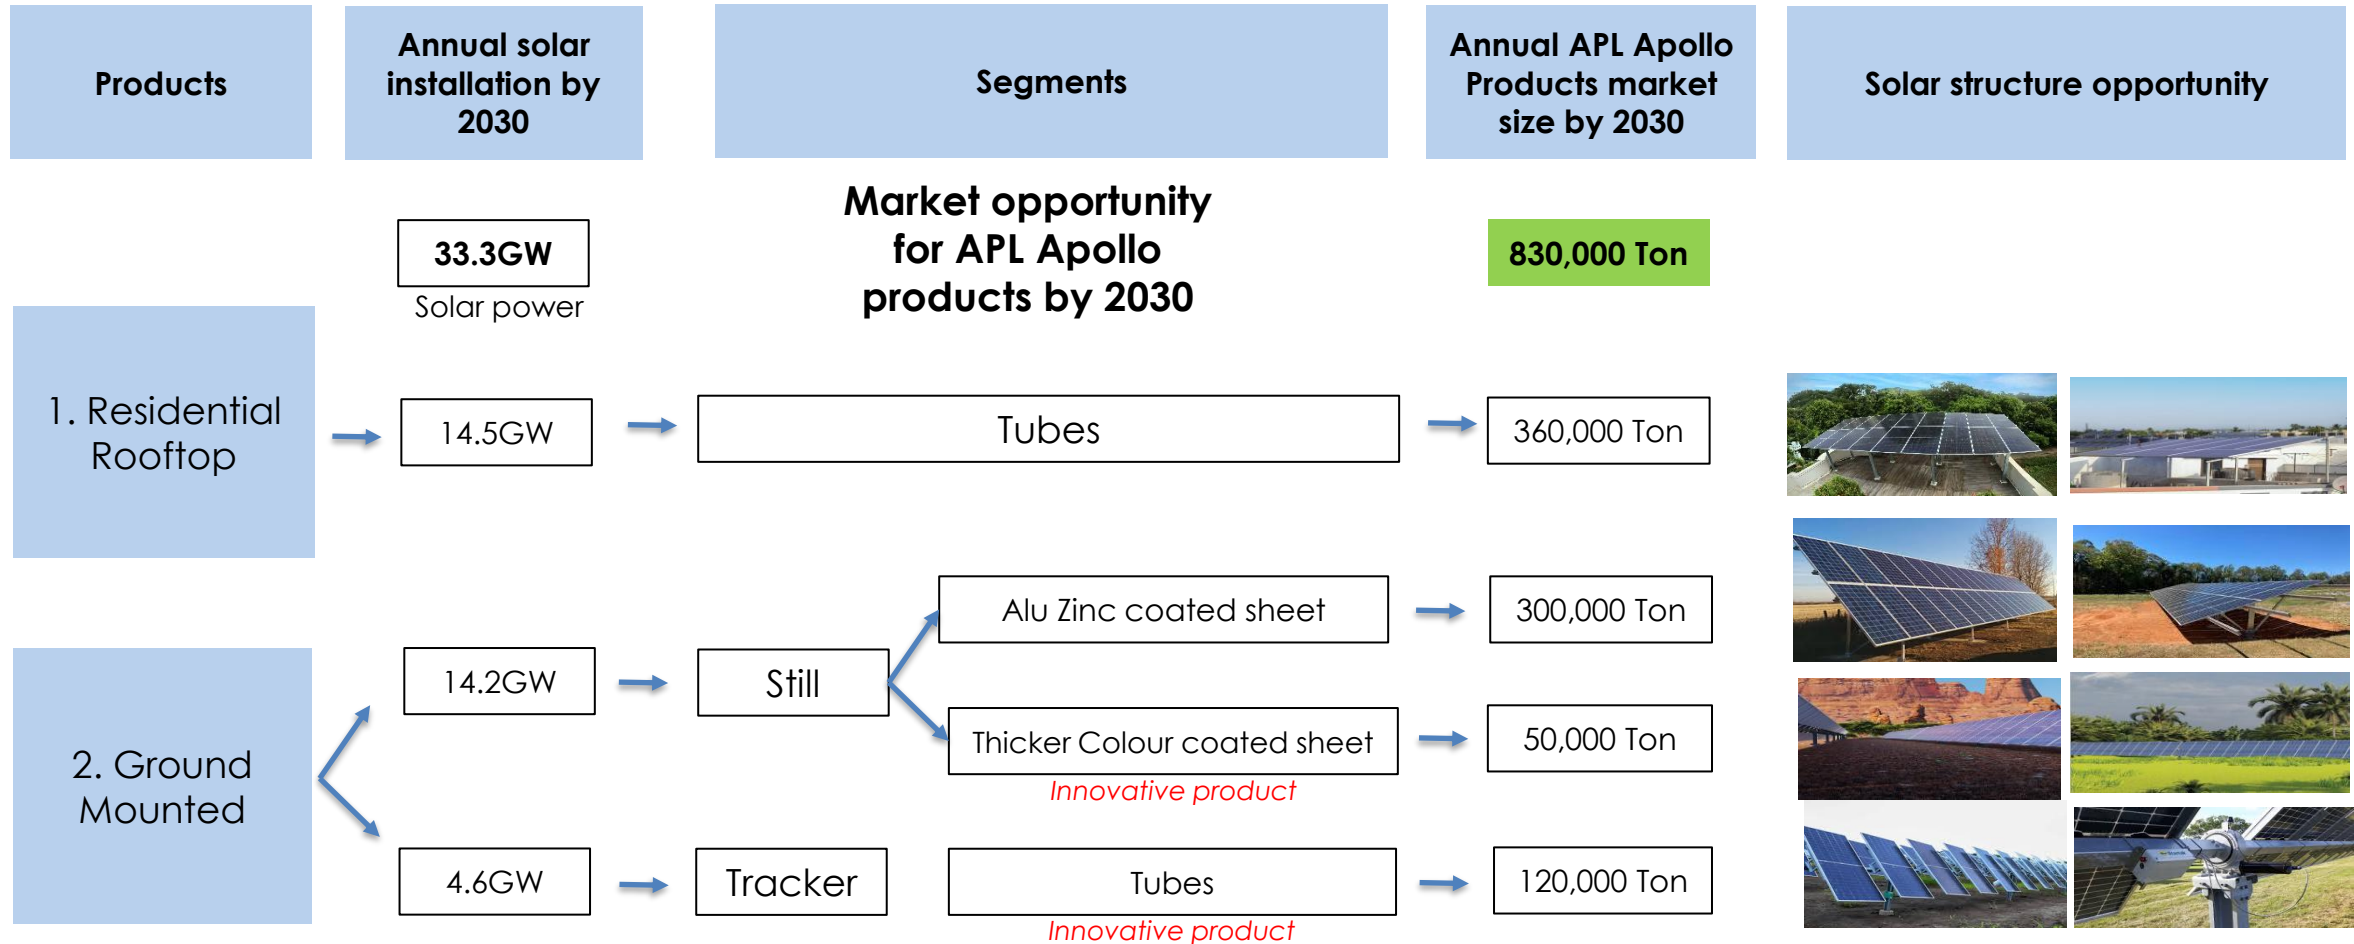 Products
Annual solar
installation by
2030
Segments
Annual APL Apollo
Products market
size by 2030
Solar structure opportunity
33.3GW
Solar power
Market opportunity
for APL Apollo
products by 2030
830,000 Ton
1. Residential
Rooftop
14.5GW
Tubes
360,000 Ton
2. Ground
Mounted
14.2GW
Still
Alu Zinc coated sheet
300,000 Ton
Thicker Colour coated sheet
Innovative product
50,000 Ton
4.6GW
Tracker
Tubes
Innovative product
120,000 Ton